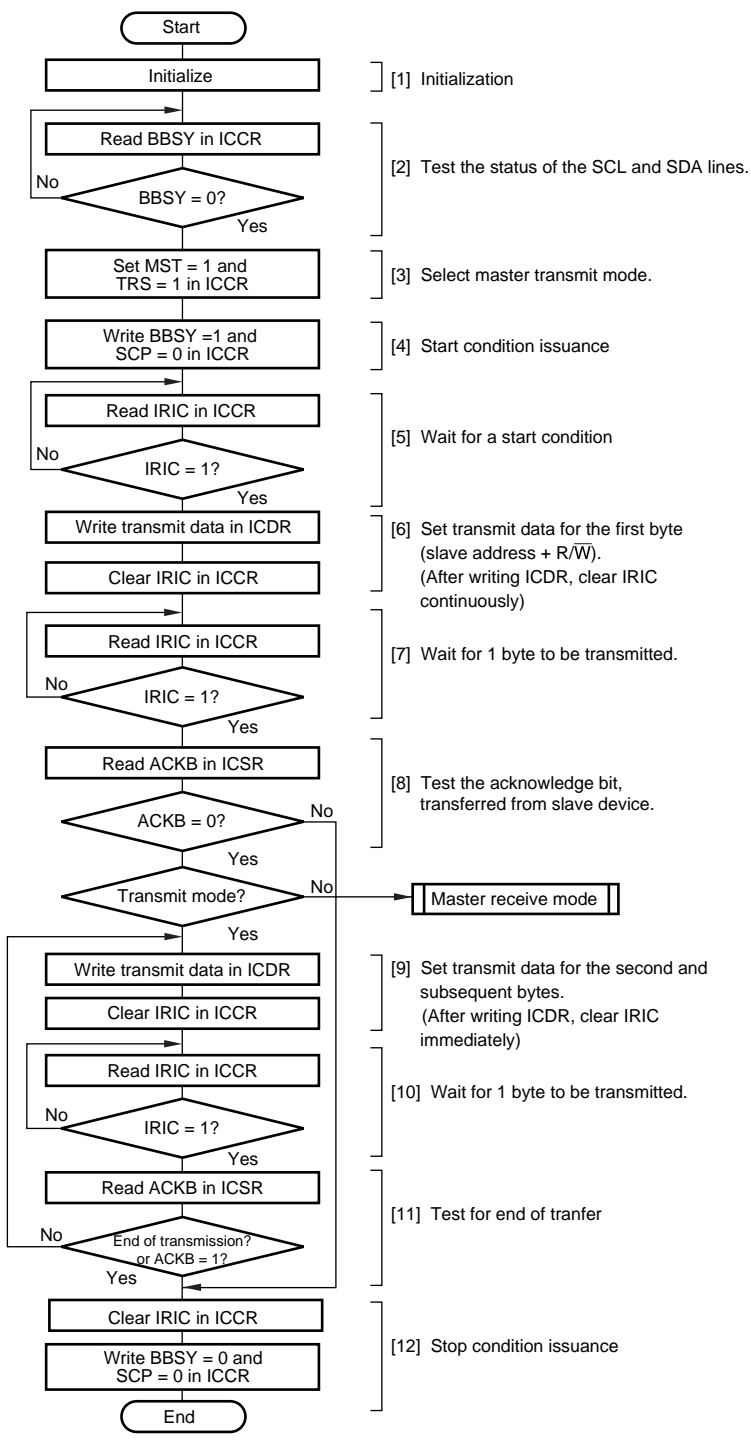 Start
Initialize
[1] Initialization
Read BBSY in ICCR
[2] Test the status of the SCL and SDA lines.
No
BBSY = 0?
Yes
Set MST = 1 and
TRS = 1 in ICCR
[3] Select master transmit mode.
Write BBSY =1 and
SCP = 0 in ICCR
[4] Start condition issuance
Read IRIC in ICCR
[5] Wait for a start condition
No
IRIC = 1?
Yes
Write transmit data in ICDR
[6] Set transmit data for the first byte
(slave address + R/W̅).
(After writing ICDR, clear IRIC
continuously)
Clear IRIC in ICCR
Read IRIC in ICCR
[7] Wait for 1 byte to be transmitted.
No
IRIC = 1?
Yes
Read ACKB in ICSR
[8] Test the acknowledge bit,
transferred from slave device.
No
ACKB = 0?
Yes
Transmit mode?
No
Master receive mode
Yes
Write transmit data in ICDR
[9] Set transmit data for the second and
subsequent bytes.
(After writing ICDR, clear IRIC
immediately)
Clear IRIC in ICCR
Read IRIC in ICCR
[10] Wait for 1 byte to be transmitted.
No
IRIC = 1?
Yes
Read ACKB in ICSR
[11] Test for end of tranfer
No
End of transmission?
or ACKB = 1?
Yes
Clear IRIC in ICCR
[12] Stop condition issuance
Write BBSY = 0 and
SCP = 0 in ICCR
End